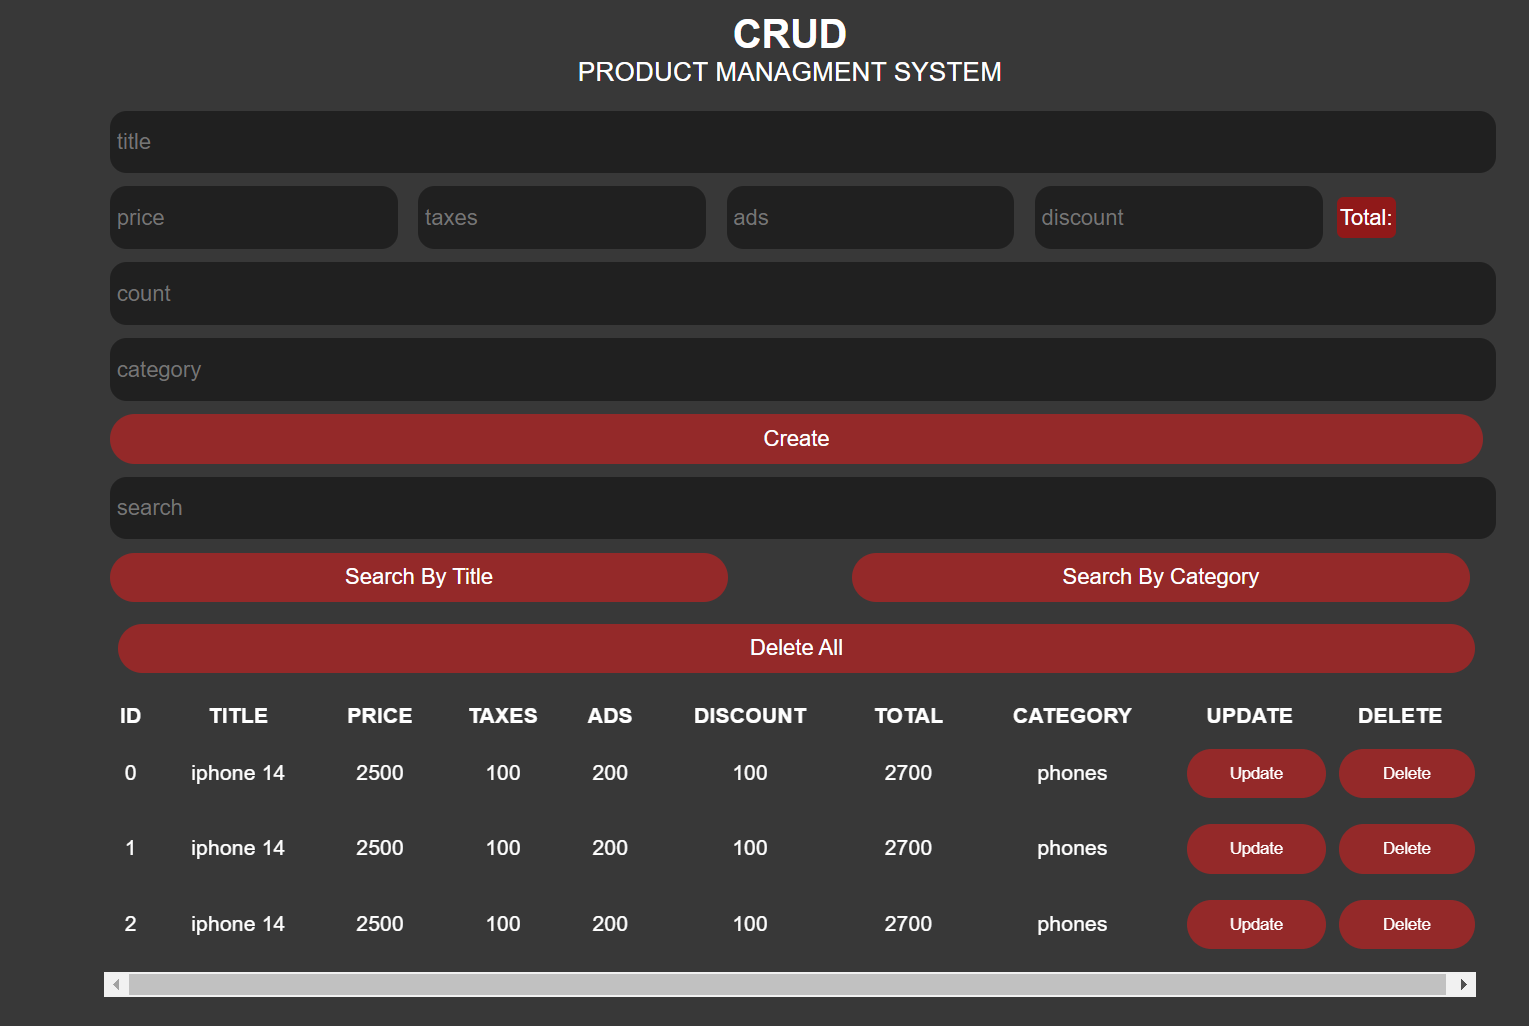 CRUD
PRODUCT MANAGMENT SYSTEM
title
price taxes ads discount Total:
count
category
Create
search
Search By Title Search By Category
Delete All
ID TITLE PRICE TAXES ADS DISCOUNT TOTAL CATEGORY UPDATE DELETE
0 iphone 14 2500 100 200 100 2700 phones Update Delete
1 iphone 14 2500 100 200 100 2700 phones Update Delete
2 iphone 14 2500 100 200 100 2700 phones Update Delete